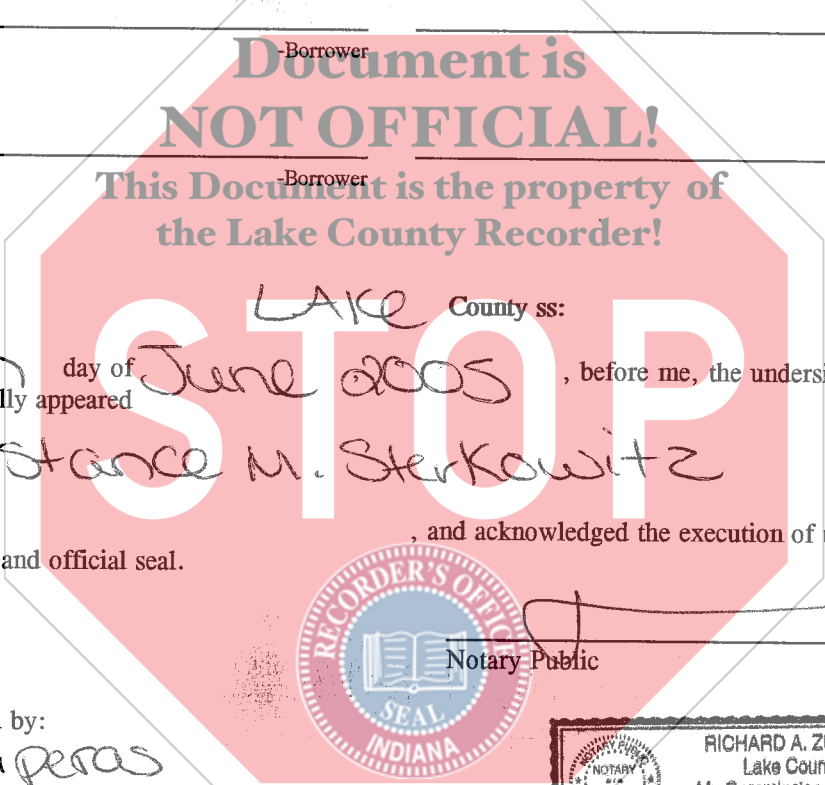 -Borrower
Document is
NOT OFFICIAL!
-Borrower
This Document is the property of
the Lake County Recorder!
STOP
LAKE County ss:
day of June 2005 , before me, the undersi
lly appeared
stance M. Sterkowitz
, and acknowledged the execution of
and official seal.
RECORDER'S OFFICE
SEAL
INDIANA
Notary Public
by:
peras
NOTARY PUBLIC
NOTARY
RICHARD A. Z
Lake Coun